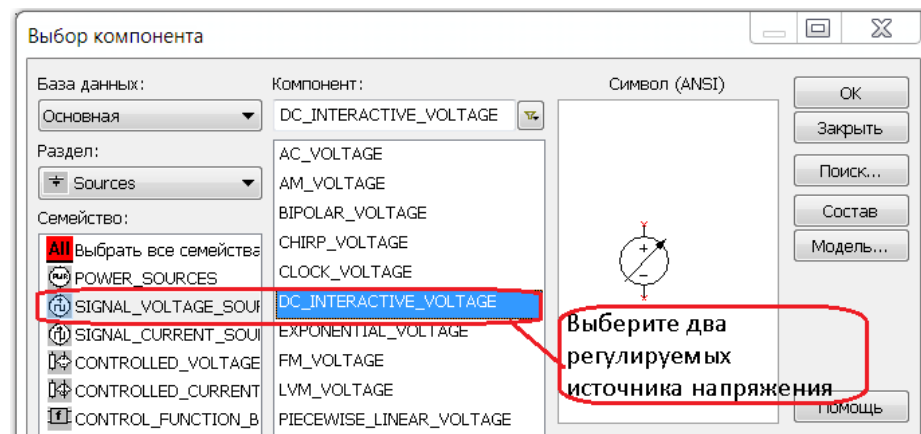 Выбор компонента
База данных:
Основная
Раздел:
Sources
Семейство:
All Выбрать все семейства
POWER_SOURCES
SIGNAL_VOLTAGE_SOUR
SIGNAL_CURRENT_SOUR
CONTROLLED_VOLTAGE
CONTROLLED_CURRENT
CONTROL_FUNCTION_B
Компонент:
DC_INTERACTIVE_VOLTAGE
AC_VOLTAGE
AM_VOLTAGE
BIPOLAR_VOLTAGE
CHIRP_VOLTAGE
CLOCK_VOLTAGE
DC_INTERACTIVE_VOLTAGE
EXPONENTIAL_VOLTAGE
FM_VOLTAGE
LVM_VOLTAGE
PIECEWISE_LINEAR_VOLTAGE
Символ (ANSI)
Выберите два
регулируемых
источника напряжения
OK
Закрыть
Поиск...
Состав
Модель...
Помощь